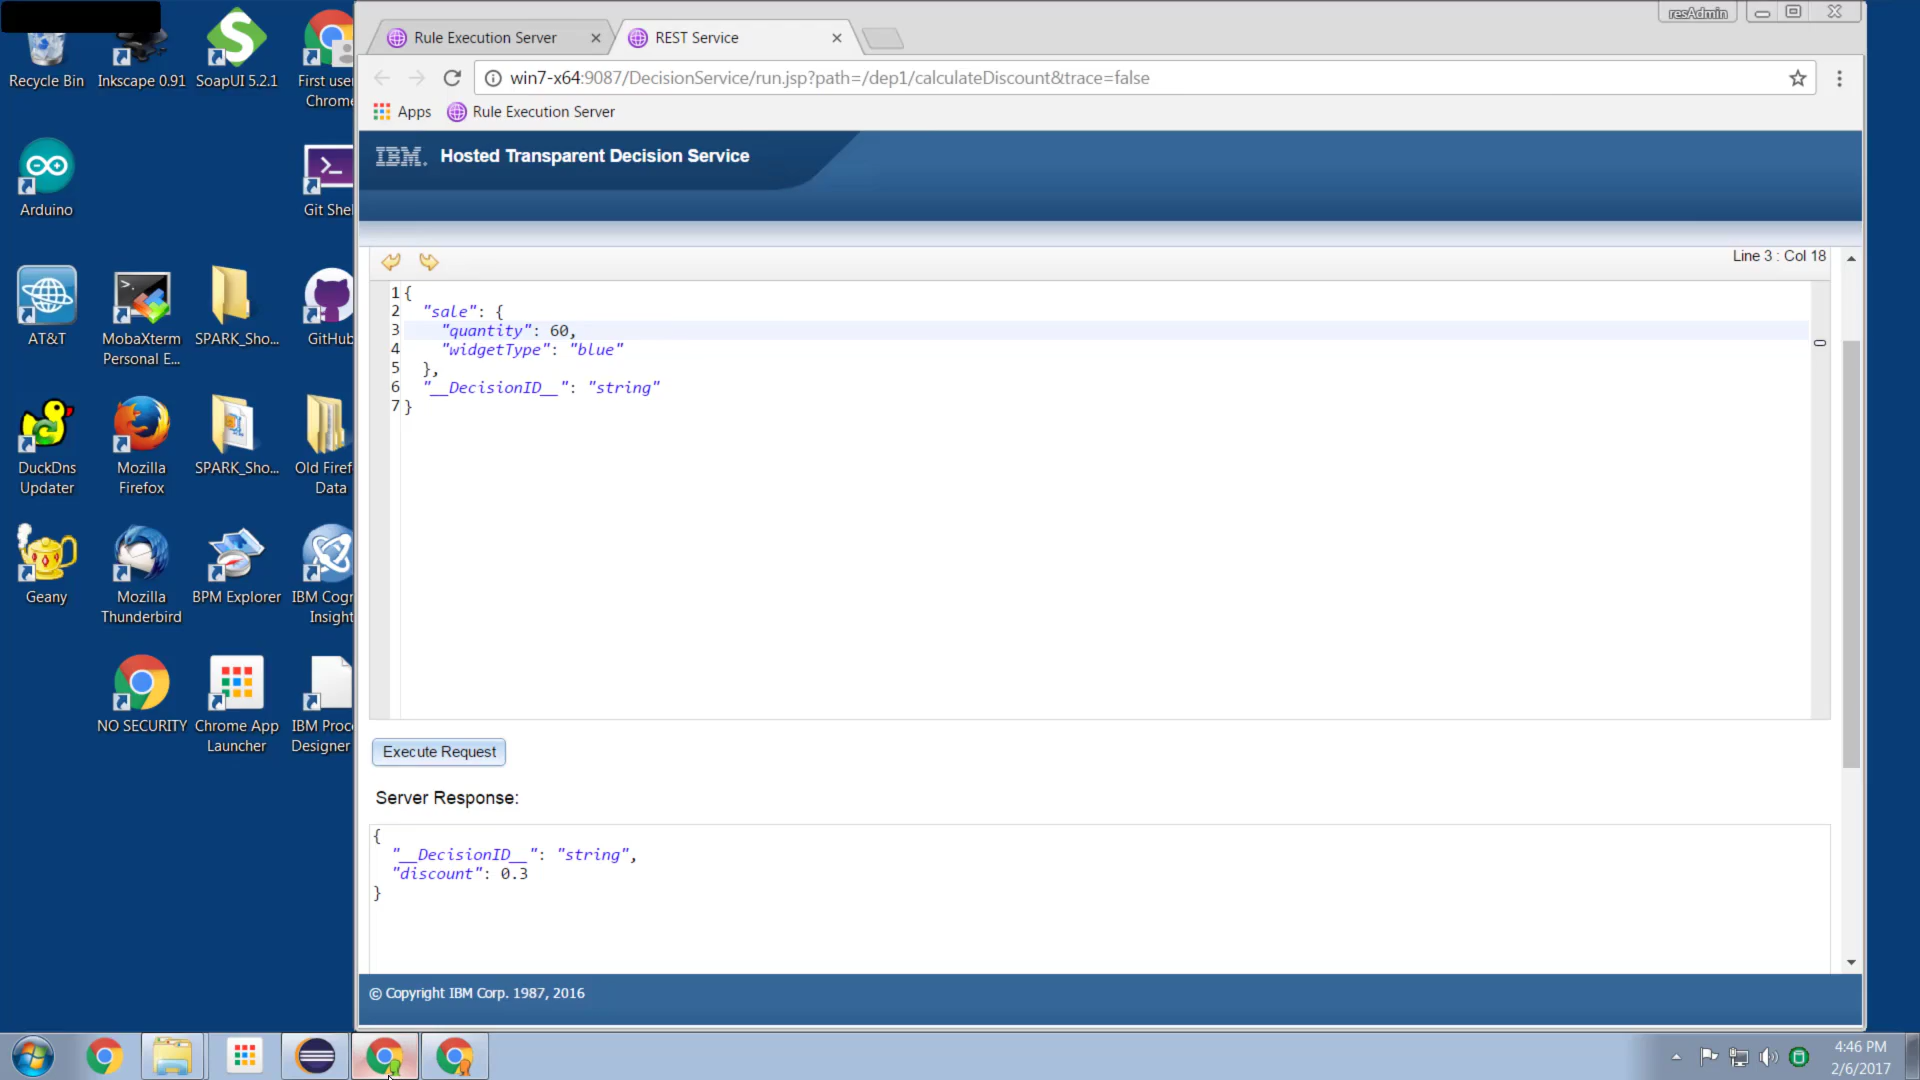 Recycle Bin
Inkscape 0.91
SoapUI 5.2.1
First use
Chrome
Arduino
Git She
AT&T
MobaXterm
Personal E...
SPARK_Sho...
GitHub
DuckDns
Updater
Mozilla
Firefox
SPARK_Sho...
Old Firef
Data
Geany
Mozilla
Thunderbird
BPM Explorer
IBM Cogn
Insight
NO SECURITY
Chrome App
Launcher
IBM Proc
Designer
resAdmin
Rule Execution Server
REST Service
win7-x64:9087/DecisionService/run.jsp?path=/dep1/calculateDiscount&trace=false
Apps
Rule Execution Server
IBM. Hosted Transparent Decision Service
Line 3 : Col 18
1 {
2 "sale": {
3 "quantity": 60,
4 "widgetType": "blue"
5 },
6 "__DecisionID__": "string"
7 }
Execute Request
Server Response:
{
"__DecisionID__": "string",
"discount": 0.3
}
© Copyright IBM Corp. 1987, 2016
4:46 PM
2/6/2017